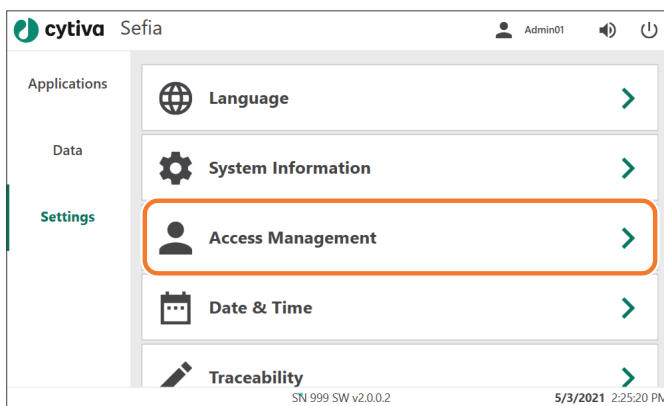 cytiva Sefia Admin01
Applications
Data
Settings
Language
System Information
Access Management
Date & Time
Traceability
SN 999 SW v2.0.0.2 5/3/2021 2:25:20 PM